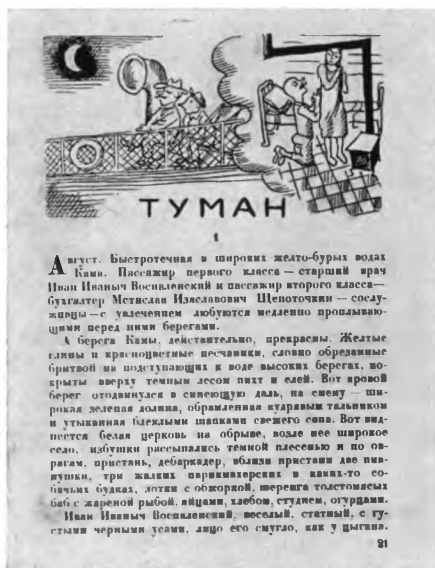 ТУМАН
1
Август. Быстротечная в широких желто-бурых водах
Кама. Пассажир первого класса — старший врач
Иван Иваныч Воспаленский и пассажир второго класса —
бухгалтер Мстислав Изяславович Щепоточкин — сослу-
живцы — с увлечением любуются медленно проплываю-
щими перед ними берегами.
А берега Камы, действительно, прекрасны. Желтые
глины и красноцветные песчаники, словно обрезанные
бритвой на подступающих к воде высоких берегах, по-
крыты вверху темным лесом пихт и елей. Вот яровой
берег отодвинулся в синеющую даль, на смену — ши-
рокая зеленая долина, обрамленная кудрявым тальником
и утыканная блеклыми шапками свежего сена. Вот вид-
неется белая церковь на обрыве, возле нее широкое
село, избушки рассыпались темной плесенью и по ов-
рагам, пристань, дебаркадер, вблизи пристани две пив-
нушки, три жалких парикмахерских в каких-то со-
бачьих будках, лотки с обжоркой, шеренга толстомясых
баб с жареной рыбой, яйцами, хлебом, студнем, огурцами.
Иван Иваныч Воспаленский, веселый, статный, с гу-
стыми черными усами, лицо его смугло, как у цыгана.
21